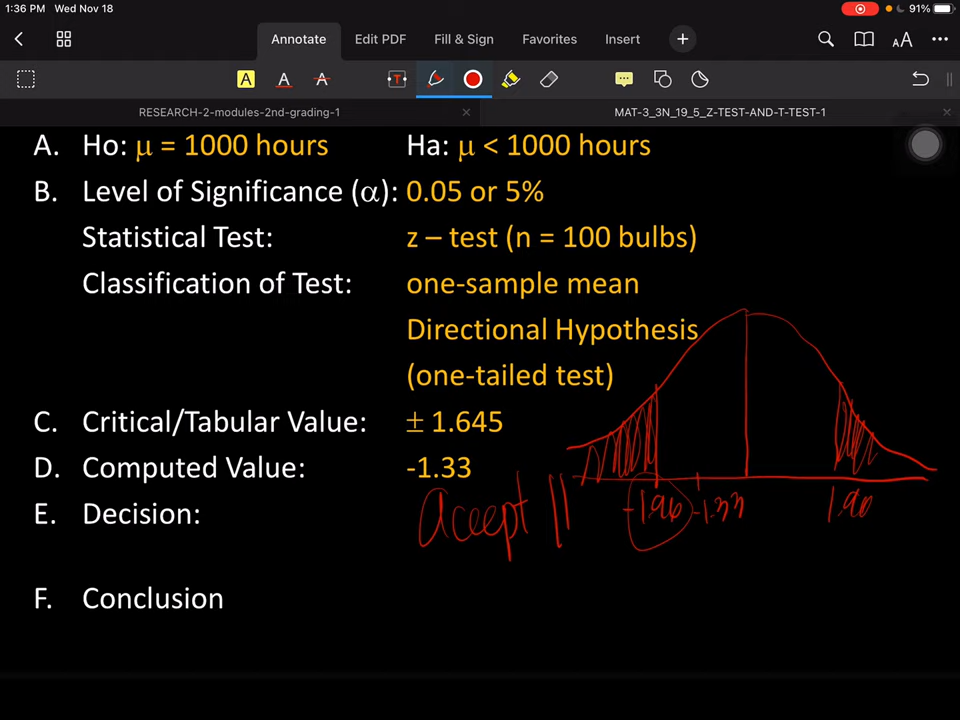 1:36 PM Wed Nov 18
91%
Annotate Edit PDF Fill & Sign Favorites Insert
RESEARCH-2-modules-2nd-grading-1
MAT-3_3N_19_5_Z-TEST-AND-T-TEST-1
A. Ho: μ = 1000 hours Ha: μ < 1000 hours
B. Level of Significance (α): 0.05 or 5%
Statistical Test: z – test (n = 100 bulbs)
Classification of Test: one-sample mean
Directional Hypothesis
(one-tailed test)
C. Critical/Tabular Value: ± 1.645
D. Computed Value: -1.33
E. Decision: accept
-1.96 -1.33
F. Conclusion